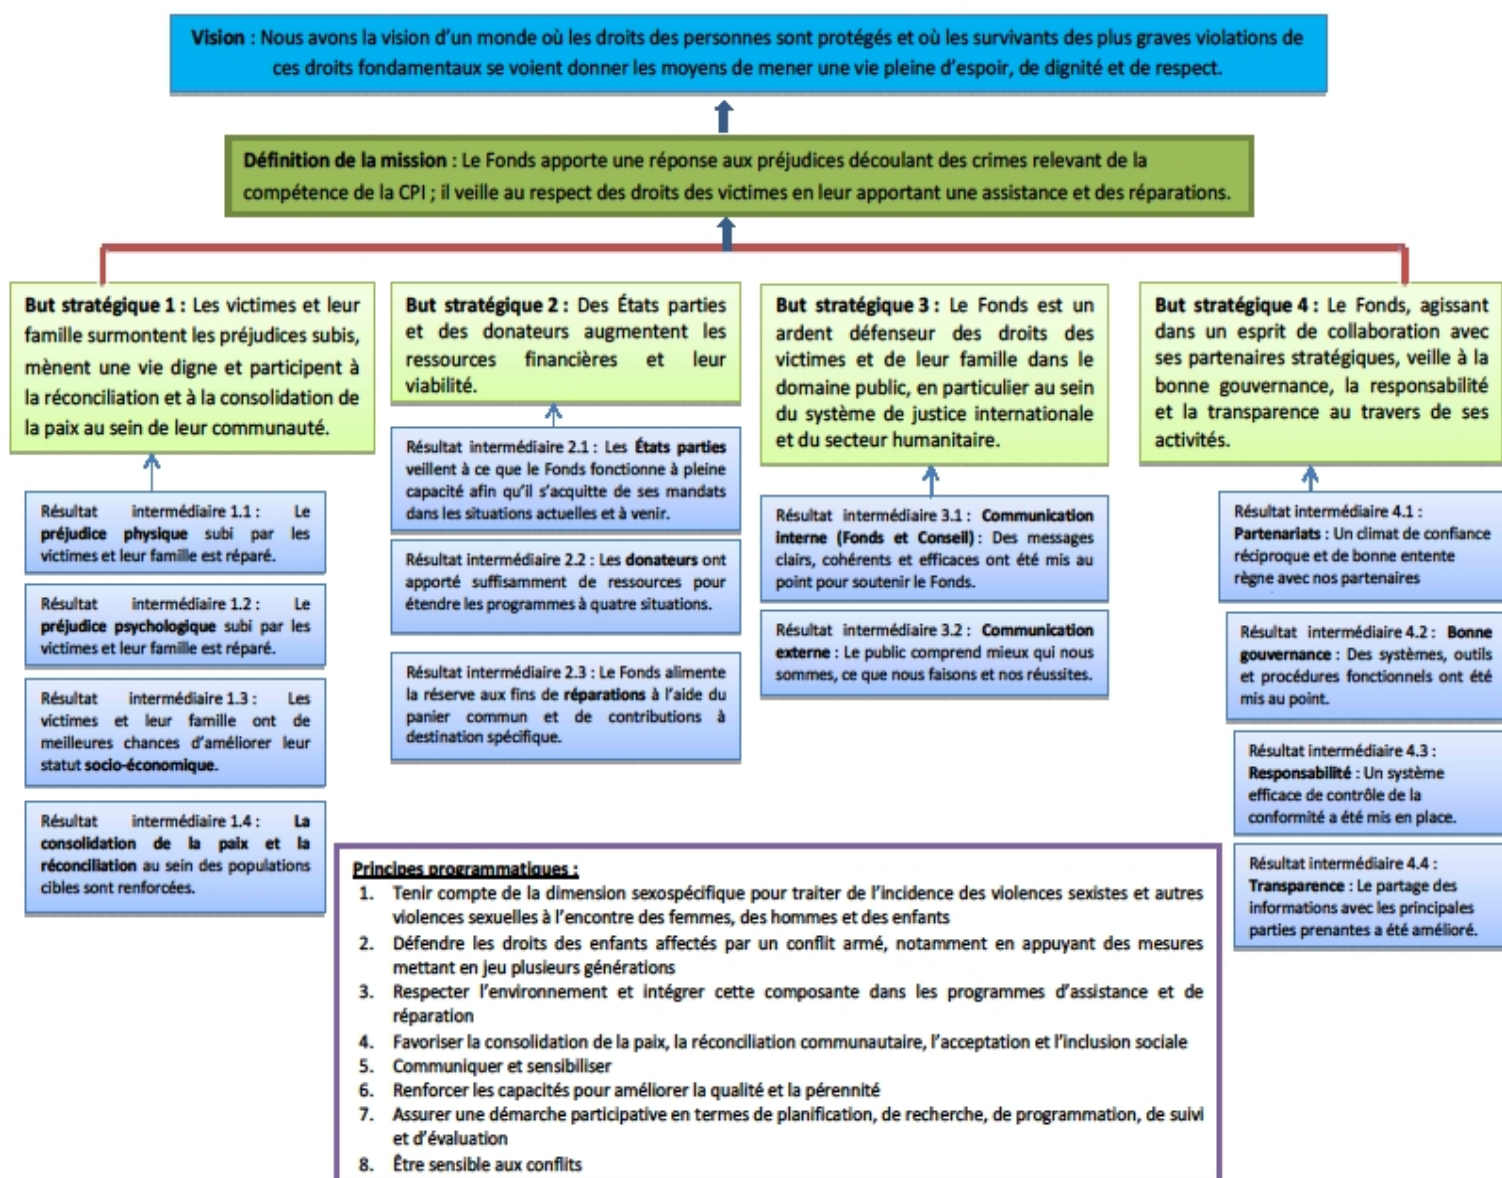 Vision : Nous avons la vision d'un monde où les droits des personnes sont protégés et où les survivants des plus graves violations de
ces droits fondamentaux se voient donner les moyens de mener une vie pleine d'espoir, de dignité et de respect.
Définition de la mission : Le Fonds apporte une réponse aux préjudices découlant des crimes relevant de la
compétence de la CPI ; il veille au respect des droits des victimes en leur apportant une assistance et des réparations.
But stratégique 1 : Les victimes et leur
famille surmontent les préjudices subis,
mènent une vie digne et participent à
la réconciliation et à la consolidation de
la paix au sein de leur communauté.
Résultat intermédiaire 1.1 : Le
préjudice physique subi par les
victimes et leur famille est réparé.
Résultat intermédiaire 1.2 : Le
préjudice psychologique subi par les
victimes et leur famille est réparé.
Résultat intermédiaire 1.3 : Les
victimes et leur famille ont de
meilleures chances d'améliorer leur
statut socio-économique.
Résultat intermédiaire 1.4 : La
consolidation de la paix et la
réconciliation au sein des populations
cibles sont renforcées.
But stratégique 2 : Des États parties
et des donateurs augmentent les
ressources financières et leur
viabilité.
Résultat intermédiaire 2.1 : Les États parties
veillent à ce que le Fonds fonctionne à pleine
capacité afin qu'il s'acquitte de ses mandats
dans les situations actuelles et à venir.
Résultat intermédiaire 2.2 : Les donateurs ont
apporté suffisamment de ressources pour
étendre les programmes à quatre situations.
Résultat intermédiaire 2.3 : Le Fonds alimente
la réserve aux fins de réparations à l'aide du
panier commun et de contributions à
destination spécifique.
But stratégique 3 : Le Fonds est un
ardent défenseur des droits des
victimes et de leur famille dans le
domaine public, en particulier au sein
du système de justice internationale
et du secteur humanitaire.
Résultat intermédiaire 3.1 : Communication
interne (Fonds et Conseil) : Des messages
clairs, cohérents et efficaces ont été mis au
point pour soutenir le Fonds.
Résultat intermédiaire 3.2 : Communication
externe : Le public comprend mieux qui nous
sommes, ce que nous faisons et nos réussites.
But stratégique 4 : Le Fonds, agissant
dans un esprit de collaboration avec
ses partenaires stratégiques, veille à la
bonne gouvernance, la responsabilité
et la transparence au travers de ses
activités.
Résultat intermédiaire 4.1 :
Partenariats : Un climat de confiance
réciproque et de bonne entente
règne avec nos partenaires
Résultat intermédiaire 4.2 : Bonne
gouvernance : Des systèmes, outils
et procédures fonctionnels ont été
mis au point.
Résultat intermédiaire 4.3 :
Responsabilité : Un système
efficace de contrôle de la
conformité a été mis en place.
Résultat intermédiaire 4.4 :
Transparence : Le partage des
informations avec les principales
parties prenantes a été amélioré.
Principes programmatiques :
1. Tenir compte de la dimension sexospécifique pour traiter de l'incidence des violences sexistes et autres
violences sexuelles à l'encontre des femmes, des hommes et des enfants
2. Défendre les droits des enfants affectés par un conflit armé, notamment en appuyant des mesures
mettant en jeu plusieurs générations
3. Respecter l'environnement et intégrer cette composante dans les programmes d'assistance et de
réparation
4. Favoriser la consolidation de la paix, la réconciliation communautaire, l'acceptation et l'inclusion sociale
5. Communiquer et sensibiliser
6. Renforcer les capacités pour améliorer la qualité et la pérennité
7. Assurer une démarche participative en termes de planification, de recherche, de programmation, de suivi
et d'évaluation
8. Être sensible aux conflits